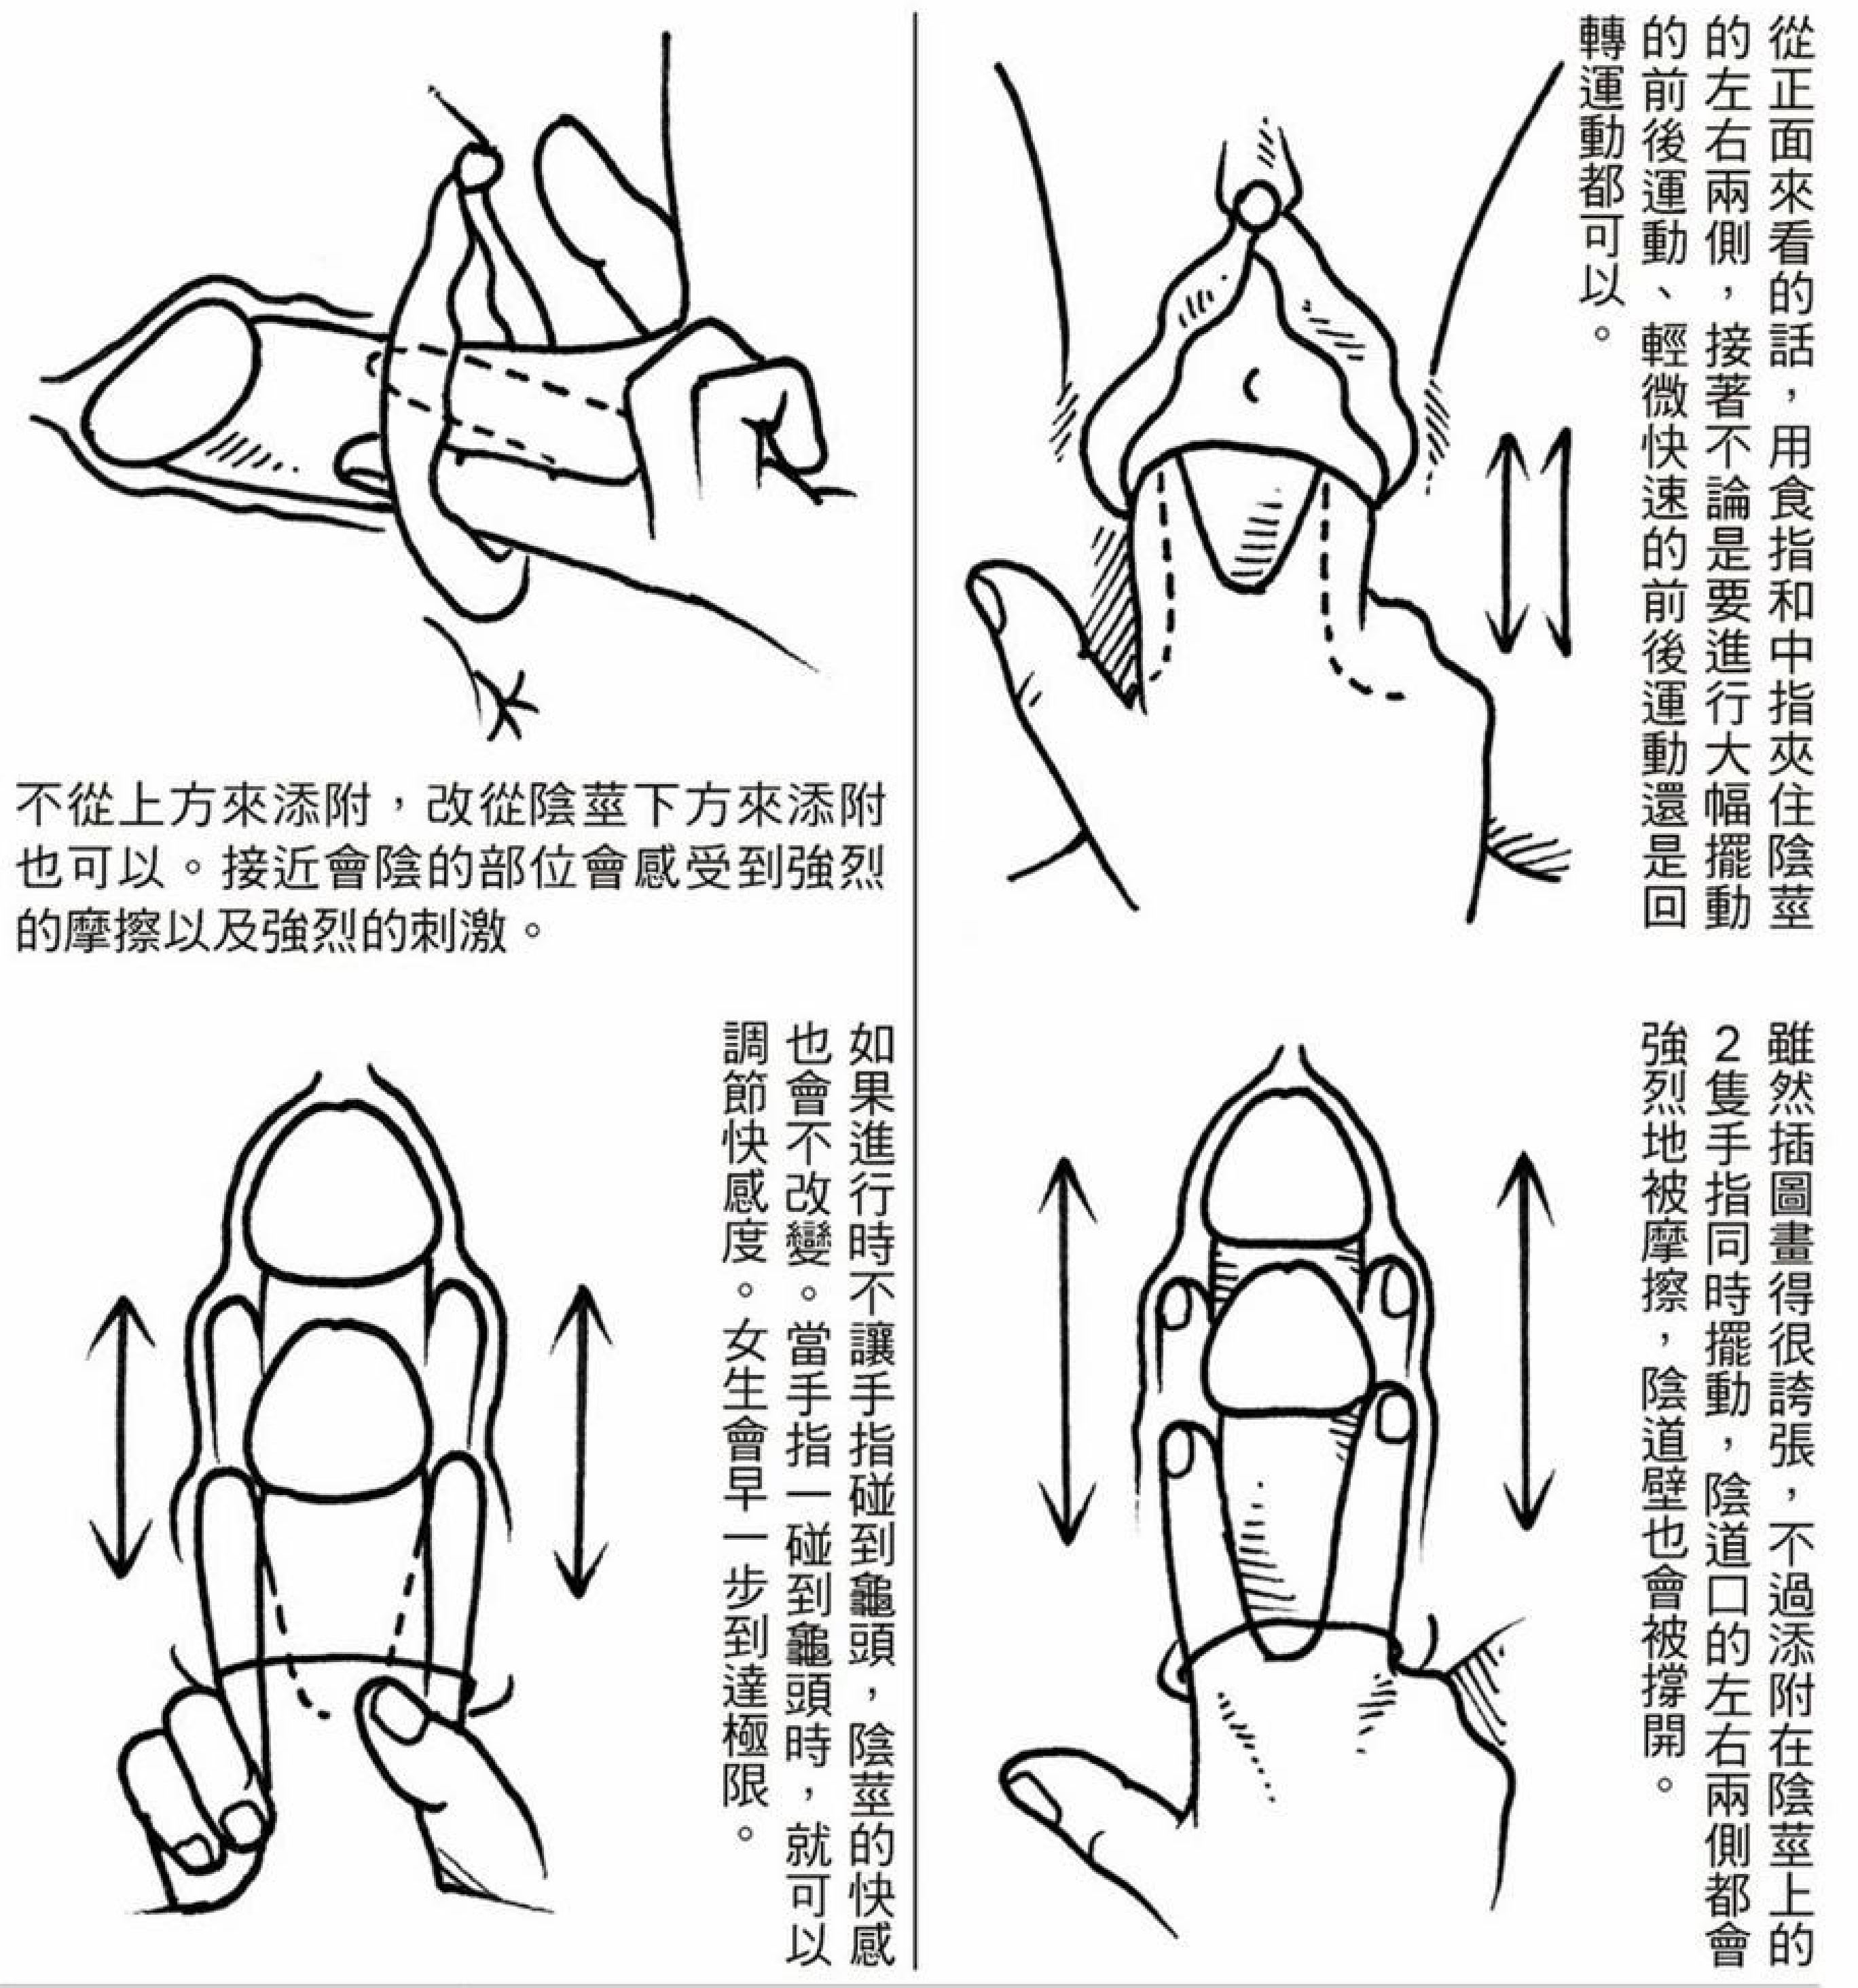 從正面來看的話，用食指和中指夾住陰莖
的左右兩側，接著不論是要進行大幅擺動
的前後運動、輕微快速的前後運動還是回
轉運動都可以。
不從上方來添附，改從陰莖下方來添附
也可以。接近會陰的部位會感受到強烈
的摩擦以及強烈的刺激。
雖然插圖畫得很誇張，不過添附在陰莖上的
2隻手指同時擺動，陰道口的左右兩側都會
強烈地被摩擦，陰道壁也會被撐開。
如果進行時不讓手指碰到龜頭，陰莖的快感
也會不改變。當手指一碰到龜頭時，就可以
調節快感度。女生會早一步到達極限。